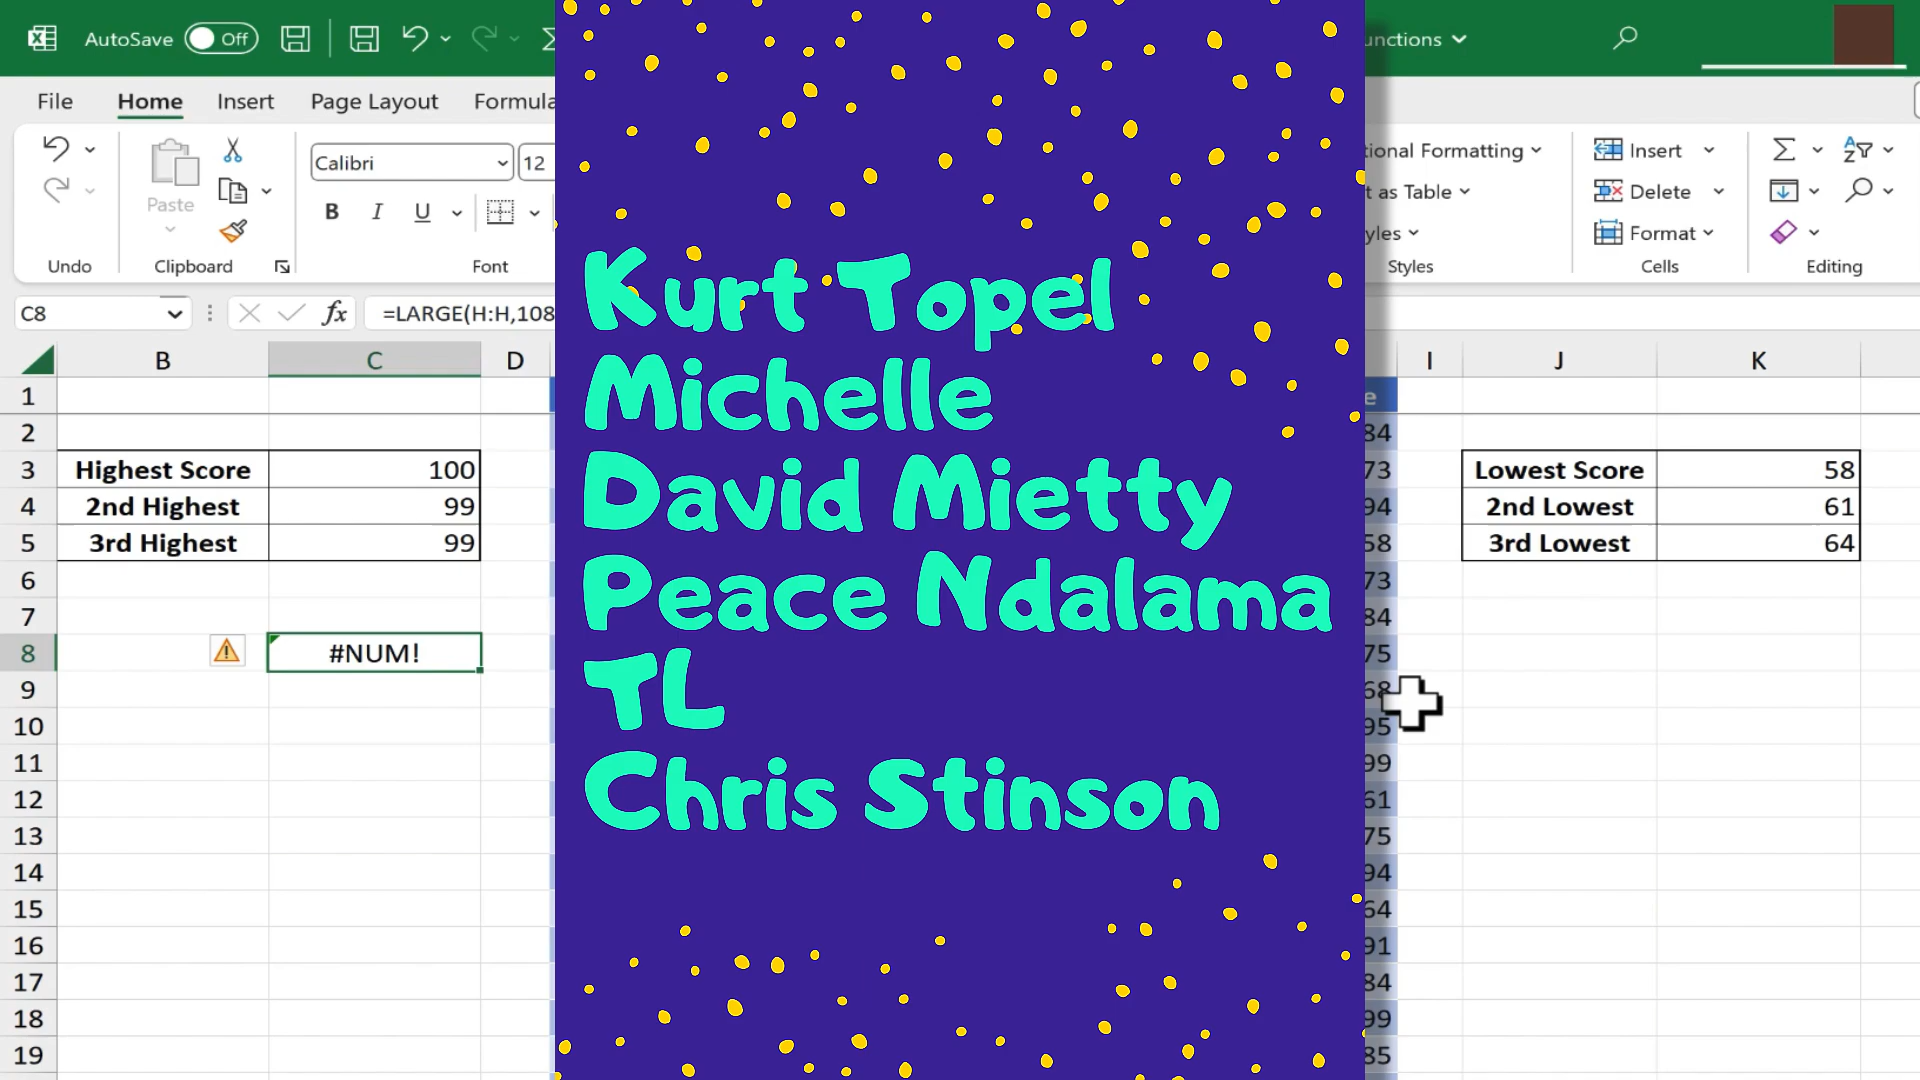 AutoSave Off
unctions
File Home Insert Page Layout Formula
Calibri 12
Paste
B I U
Undo Clipboard Font
ional Formatting Insert
t as Table Delete
yles Format
Styles Cells Editing
C8 fx =LARGE(H:H,108
B C D I J K
1 e
2 84
3 Highest Score 100 73 Lowest Score 58
4 2nd Highest 99 94 2nd Lowest 61
5 3rd Highest 99 58 3rd Lowest 64
6 73
7 84
8 #NUM! 75
9 68
10 95
11 99
12 61
13 75
14 94
15 64
16 91
17 84
18 99
19 85
Kurt Topel
Michelle
David Mietty
Peace Ndalama
TL
Chris Stinson